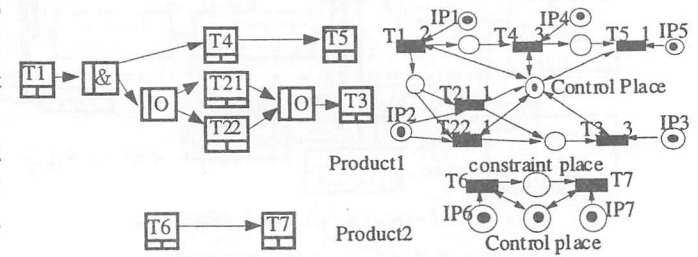 IP1 IP4
T1 2 T4 3 T5 1 IP5
T4 T5
T1 & T21 T21 1 Control Place
O O T3
IP2
T22 T22 1 T3 3 IP3
Product1 constraint place
T6 T7
T6 T7 Product2 IP6 IP7
Control place